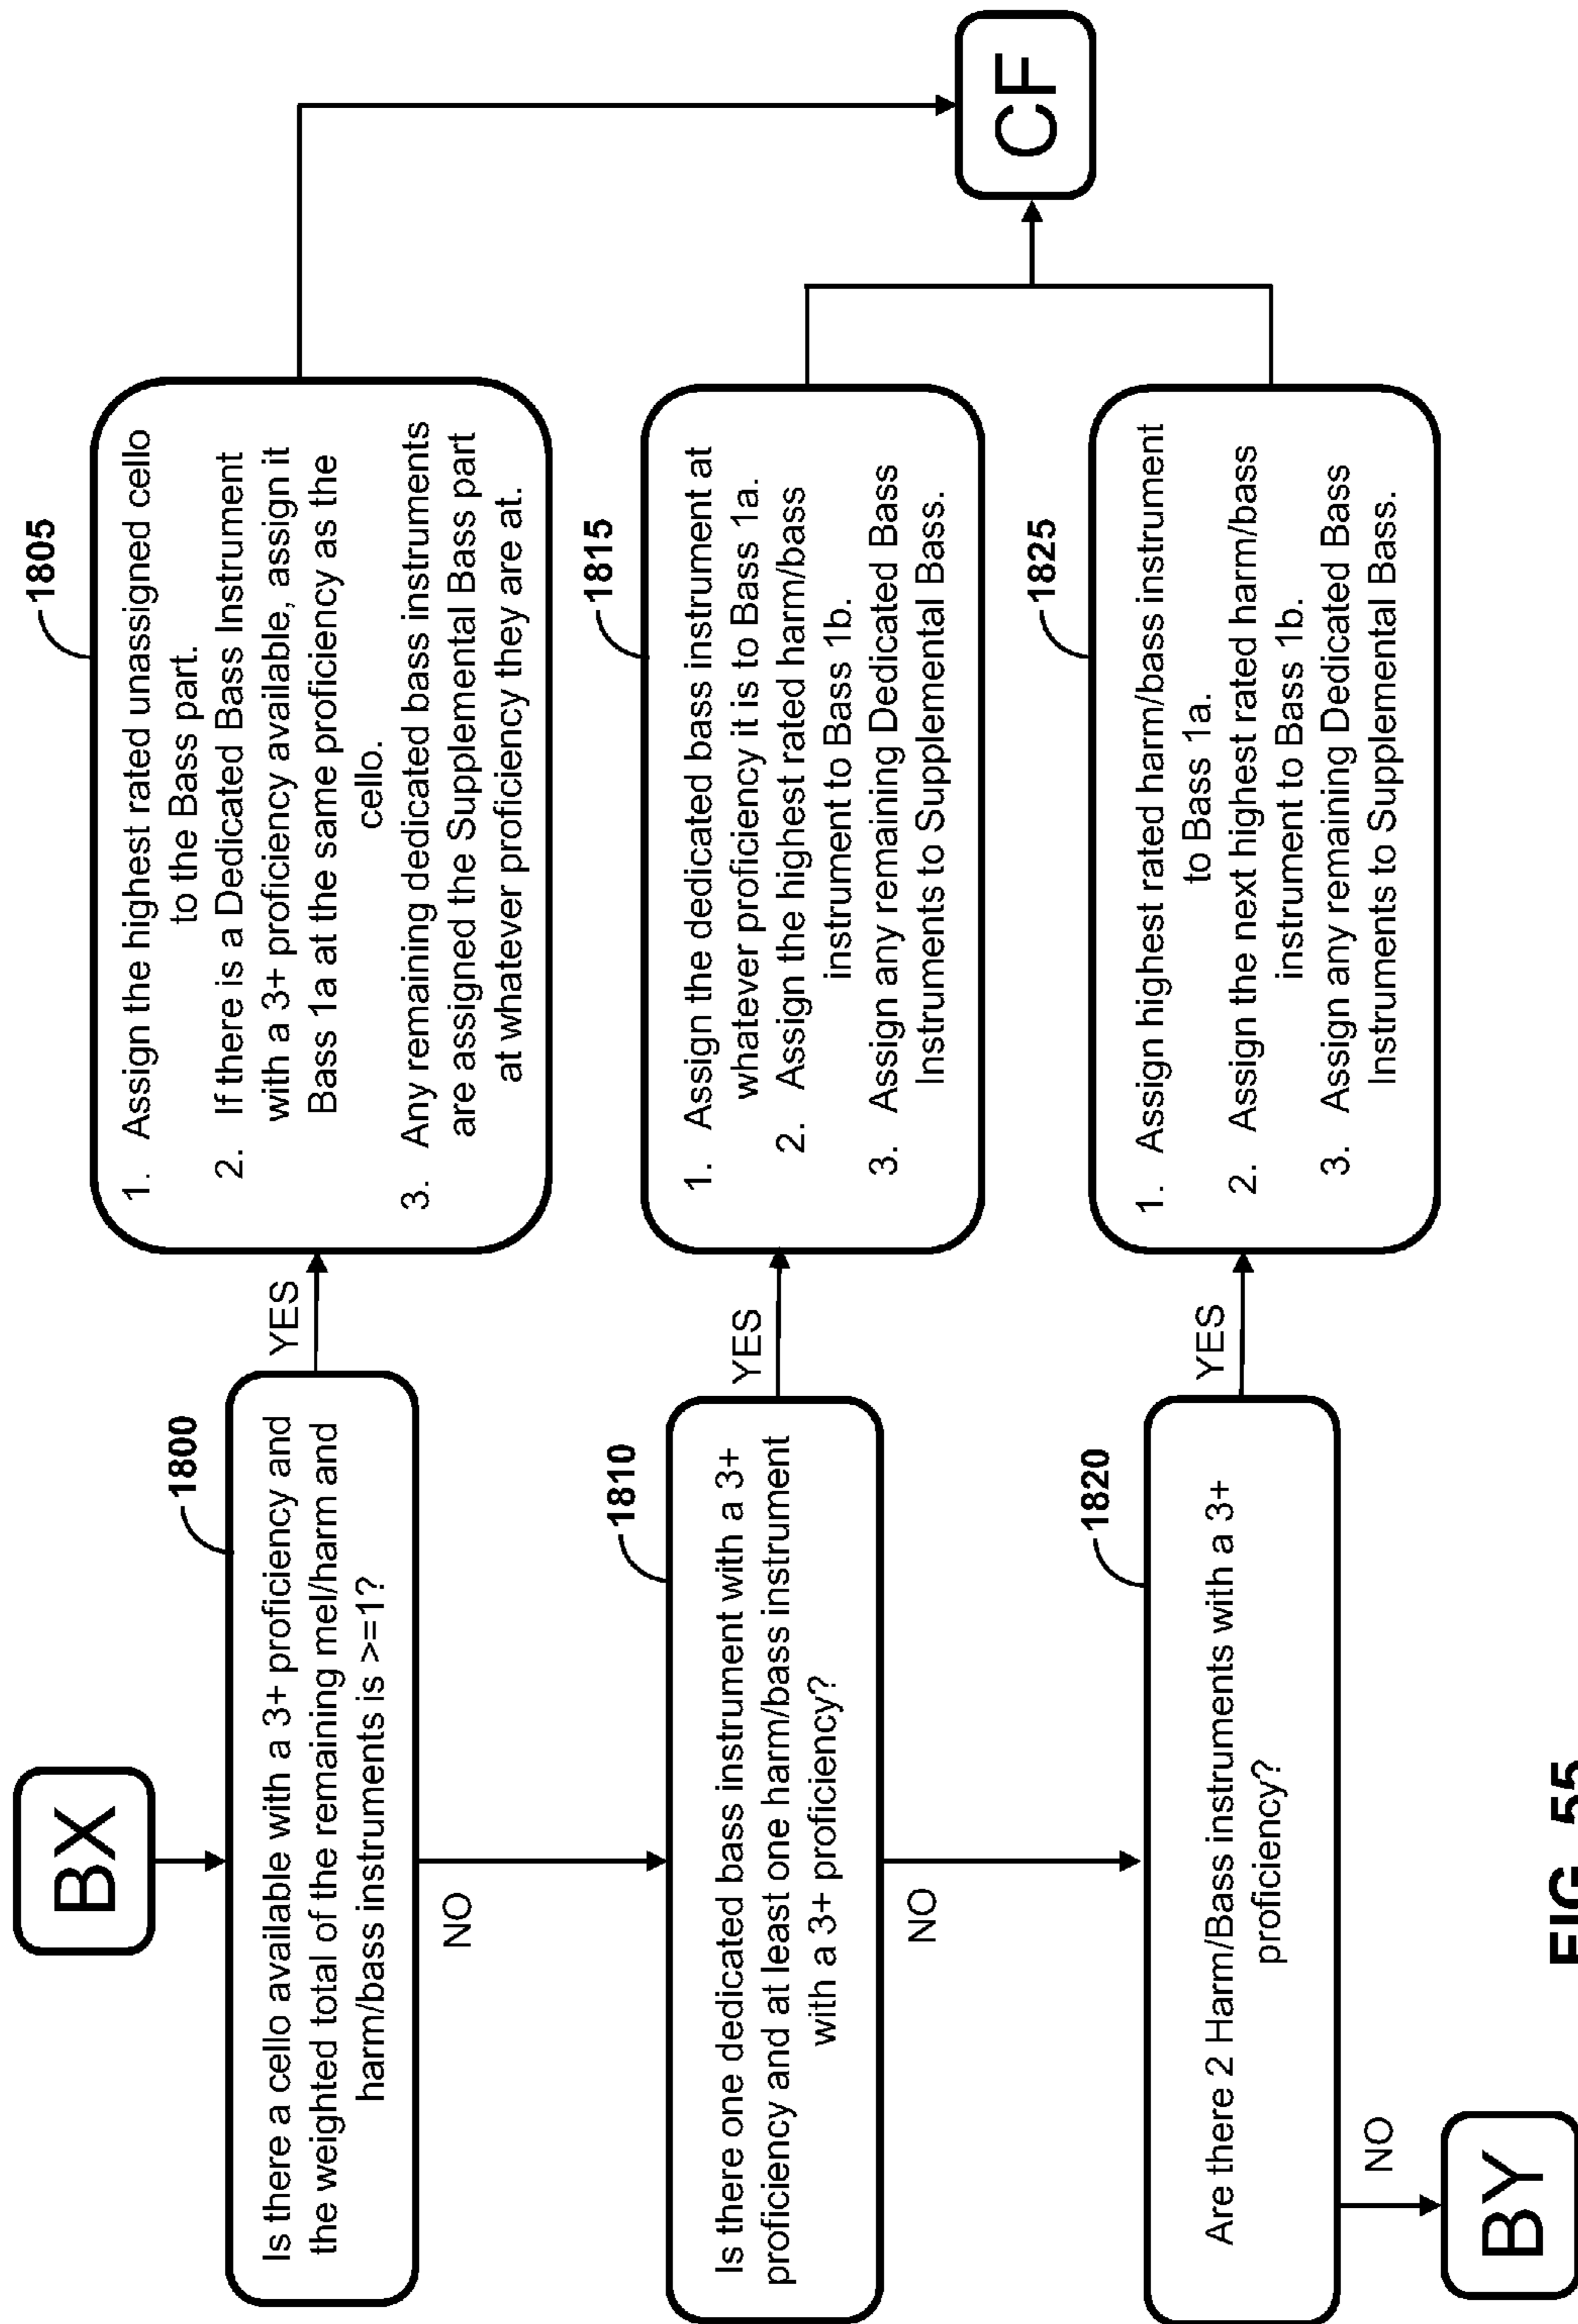 BX
1800
Is there a cello available with a 3+ proficiency and
the weighted total of the remaining mel/harm and
harm/bass instruments is >=1?
YES
1805
1. Assign the highest rated unassigned cello
to the Bass part.
2. If there is a Dedicated Bass Instrument
with a 3+ proficiency available, assign it
Bass 1a at the same proficiency as the
cello.
3. Any remaining dedicated bass instruments
are assigned the Supplemental Bass part
at whatever proficiency they are at.
NO
1810
Is there one dedicated bass instrument with a 3+
proficiency and at least one harm/bass instrument
with a 3+ proficiency?
YES
1815
1. Assign the dedicated bass instrument at
whatever proficiency it is to Bass 1a.
2. Assign the highest rated harm/bass
instrument to Bass 1b.
3. Assign any remaining Dedicated Bass
Instruments to Supplemental Bass.
CF
NO
1820
Are there 2 Harm/Bass instruments with a 3+
proficiency?
YES
1825
1. Assign highest rated harm/bass instrument
to Bass 1a.
2. Assign the next highest rated harm/bass
instrument to Bass 1b.
3. Assign any remaining Dedicated Bass
Instruments to Supplemental Bass.
NO
BY
FIG. 55